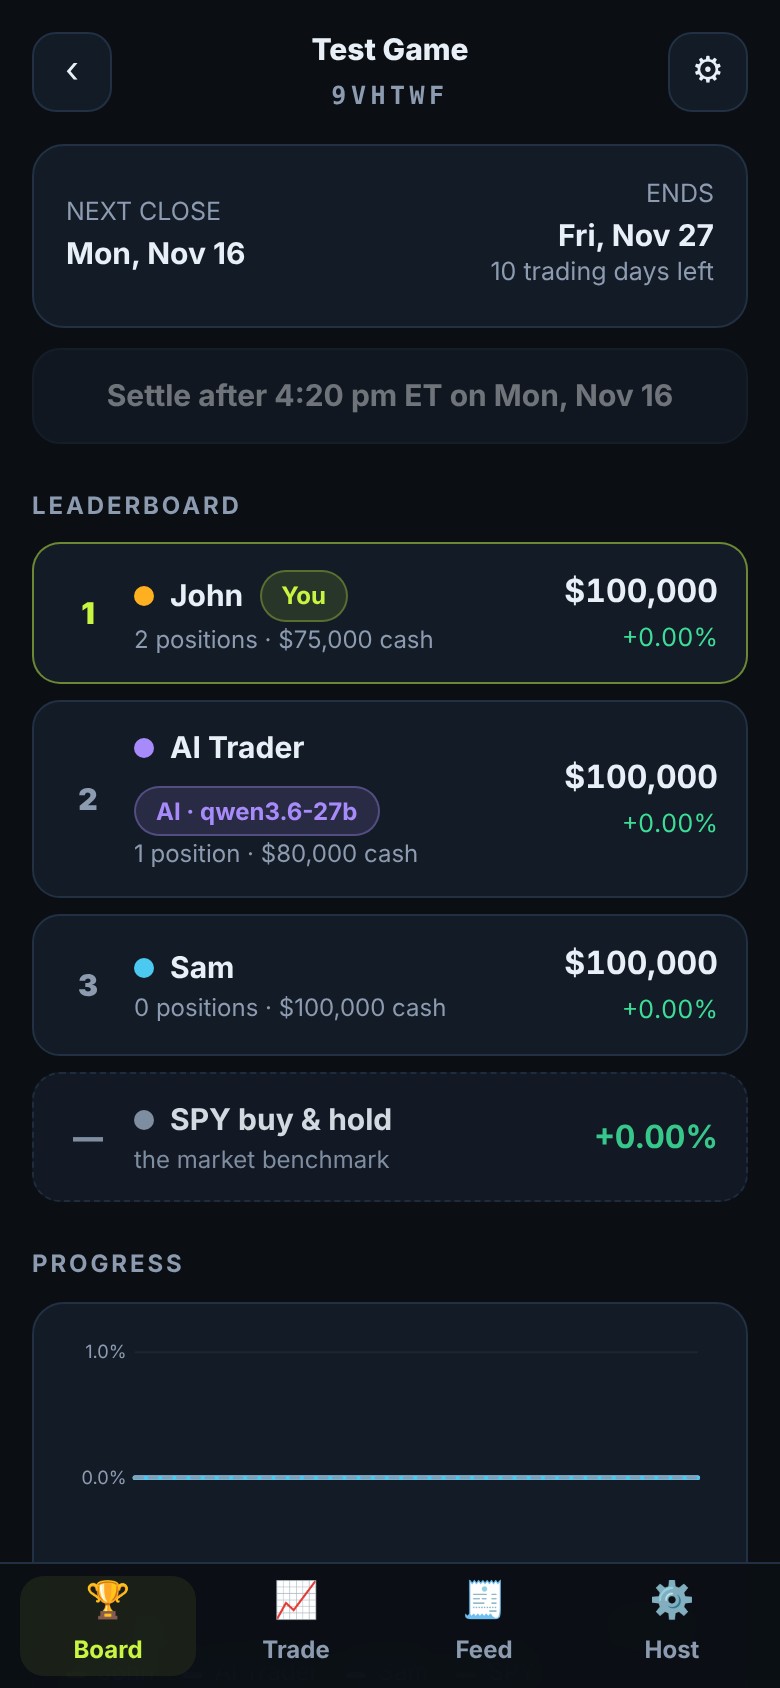 Test Game
9VHTWF
NEXT CLOSE
Mon, Nov 16
ENDS
Fri, Nov 27
10 trading days left
Settle after 4:20 pm ET on Mon, Nov 16
LEADERBOARD
1
John You
2 positions · $75,000 cash
$100,000
+0.00%
2
AI Trader
AI · qwen3.6-27b
1 position · $80,000 cash
$100,000
+0.00%
3
Sam
0 positions · $100,000 cash
$100,000
+0.00%
— SPY buy & hold
the market benchmark
+0.00%
PROGRESS
1.0%
0.0%
Board Trade Feed Host